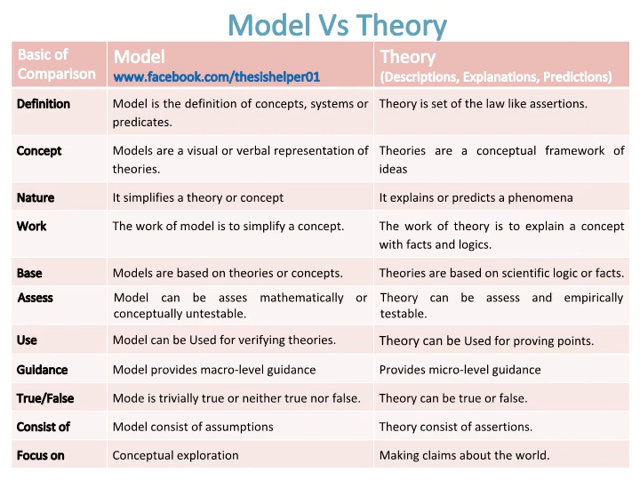 Model Vs Theory
Basic of Comparison | Model www.facebook.com/thesishelper01 | Theory (Descriptions, Explanations, Predictions)
Definition | Model is the definition of concepts, systems or predicates. | Theory is set of the law like assertions.
Concept | Models are a visual or verbal representation of theories. | Theories are a conceptual framework of ideas
Nature | It simplifies a theory or concept | It explains or predicts a phenomena
Work | The work of model is to simplify a concept. | The work of theory is to explain a concept with facts and logics.
Base | Models are based on theories or concepts. | Theories are based on scientific logic or facts.
Assess | Model can be asses mathematically or conceptually untestable. | Theory can be assess and empirically testable.
Use | Model can be Used for verifying theories. | Theory can be Used for proving points.
Guidance | Model provides macro-level guidance | Provides micro-level guidance
True/False | Mode is trivially true or neither true nor false. | Theory can be true or false.
Consist of | Model consist of assumptions | Theory consist of assertions.
Focus on | Conceptual exploration | Making claims about the world.